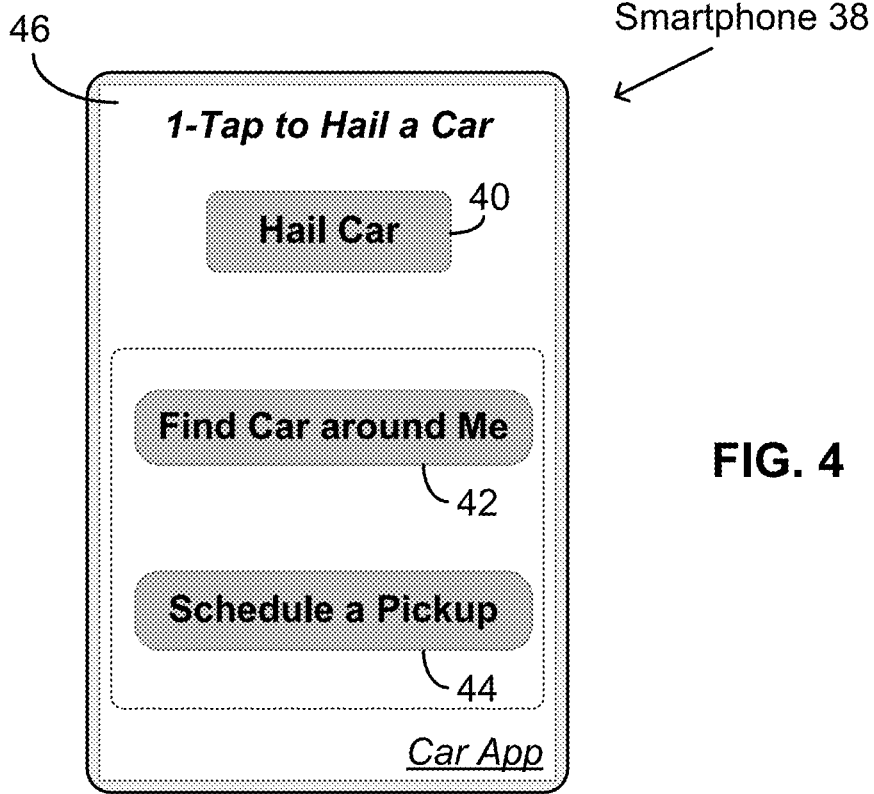 46
Smartphone 38
1-Tap to Hail a Car
40
Hail Car
Find Car around Me
FIG. 4
42
Schedule a Pickup
44
Car App